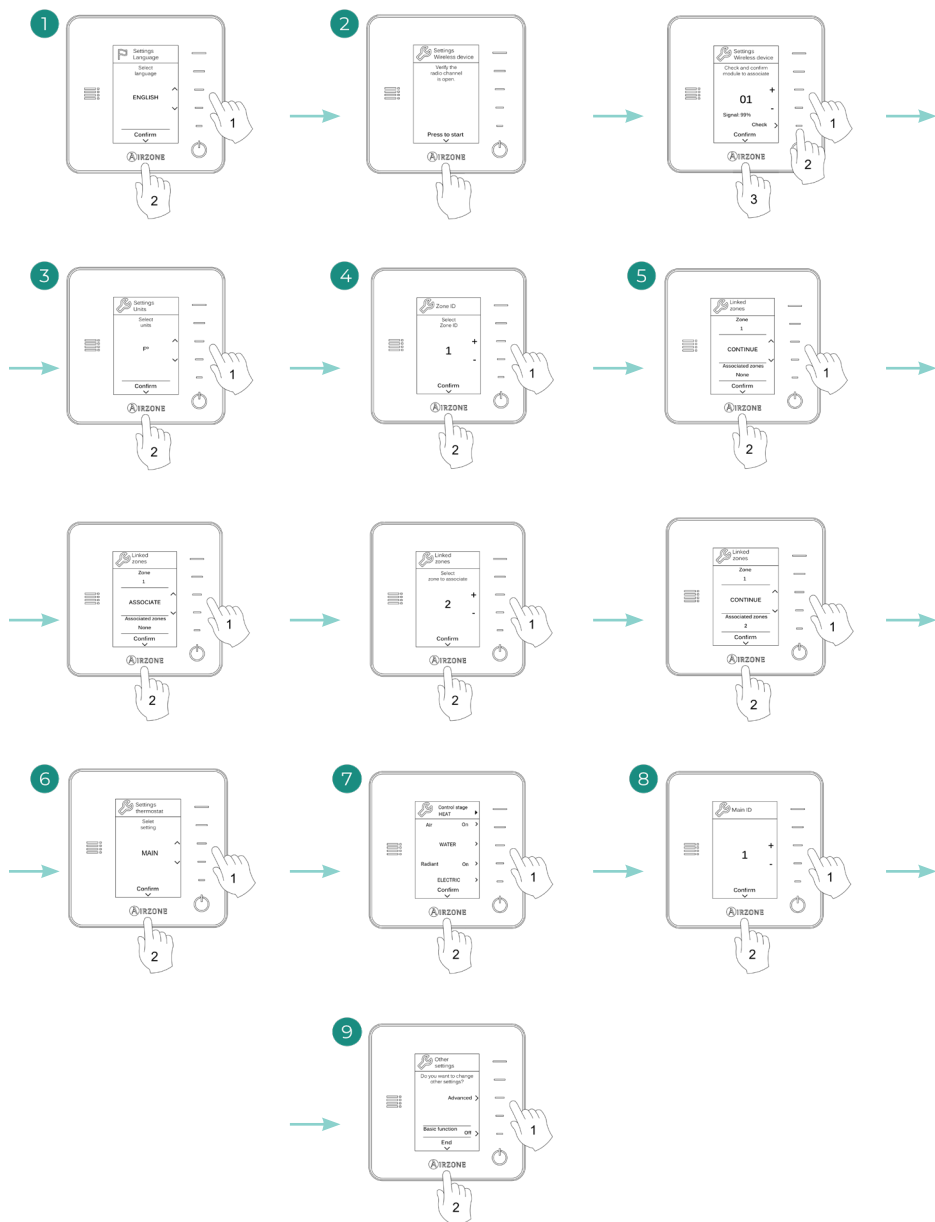 1
Settings
Language
Select
language
ENGLISH
Confirm
AIRZONE
1
2
2
Settings
Wireless device
Verify the
radio channel
is open
Press to start
AIRZONE
Settings
Wireless device
Check and confirm
module to associate
+
01
-
Signal: 99%
Check
Confirm
AIRZONE
1
2
3
3
Settings
Units
Select
units
Fº
Confirm
AIRZONE
1
2
4
Zone ID
Select
Zone ID
+
1
-
Confirm
AIRZONE
1
2
5
Linked
zones
Zone
1
CONTINUE
Associated zones
None
Confirm
AIRZONE
1
2
Linked
zones
Zone
1
ASSOCIATE
Associated zones
None
Confirm
AIRZONE
1
2
Linked
zones
Select
zone to associate
+
2
-
Confirm
AIRZONE
1
2
Linked
zones
Zone
1
CONTINUE
Associated zones
2
Confirm
AIRZONE
1
2
6
Settings
thermostat
Selet
setting
MAIN
Confirm
AIRZONE
1
2
7
Control stage
HEAT
Air On >
WATER >
Radiant On >
ELECTRIC >
Confirm
AIRZONE
1
2
8
Main ID
+
1
-
Confirm
AIRZONE
1
2
9
Other
settings
Do you want to change
other settings?
Advanced >
Basic function
Off >
End
AIRZONE
1
2